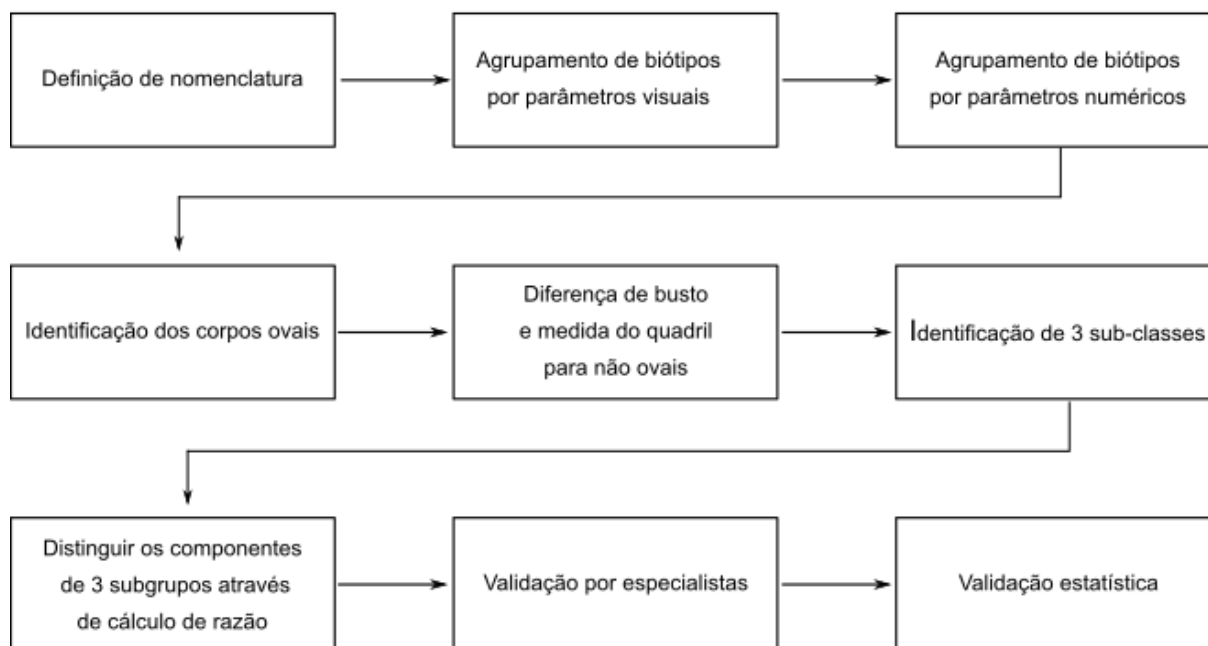 Definição de nomenclatura
Agrupamento de biótipos
por parâmetros visuais
Agrupamento de biótipos
por parâmetros numéricos
Identificação dos corpos ovais
Diferença de busto
e medida do quadril
para não ovais
Identificação de 3 sub-classes
Distinguir os componentes
de 3 subgrupos através
de cálculo de razão
Validação por especialistas
Validação estatística